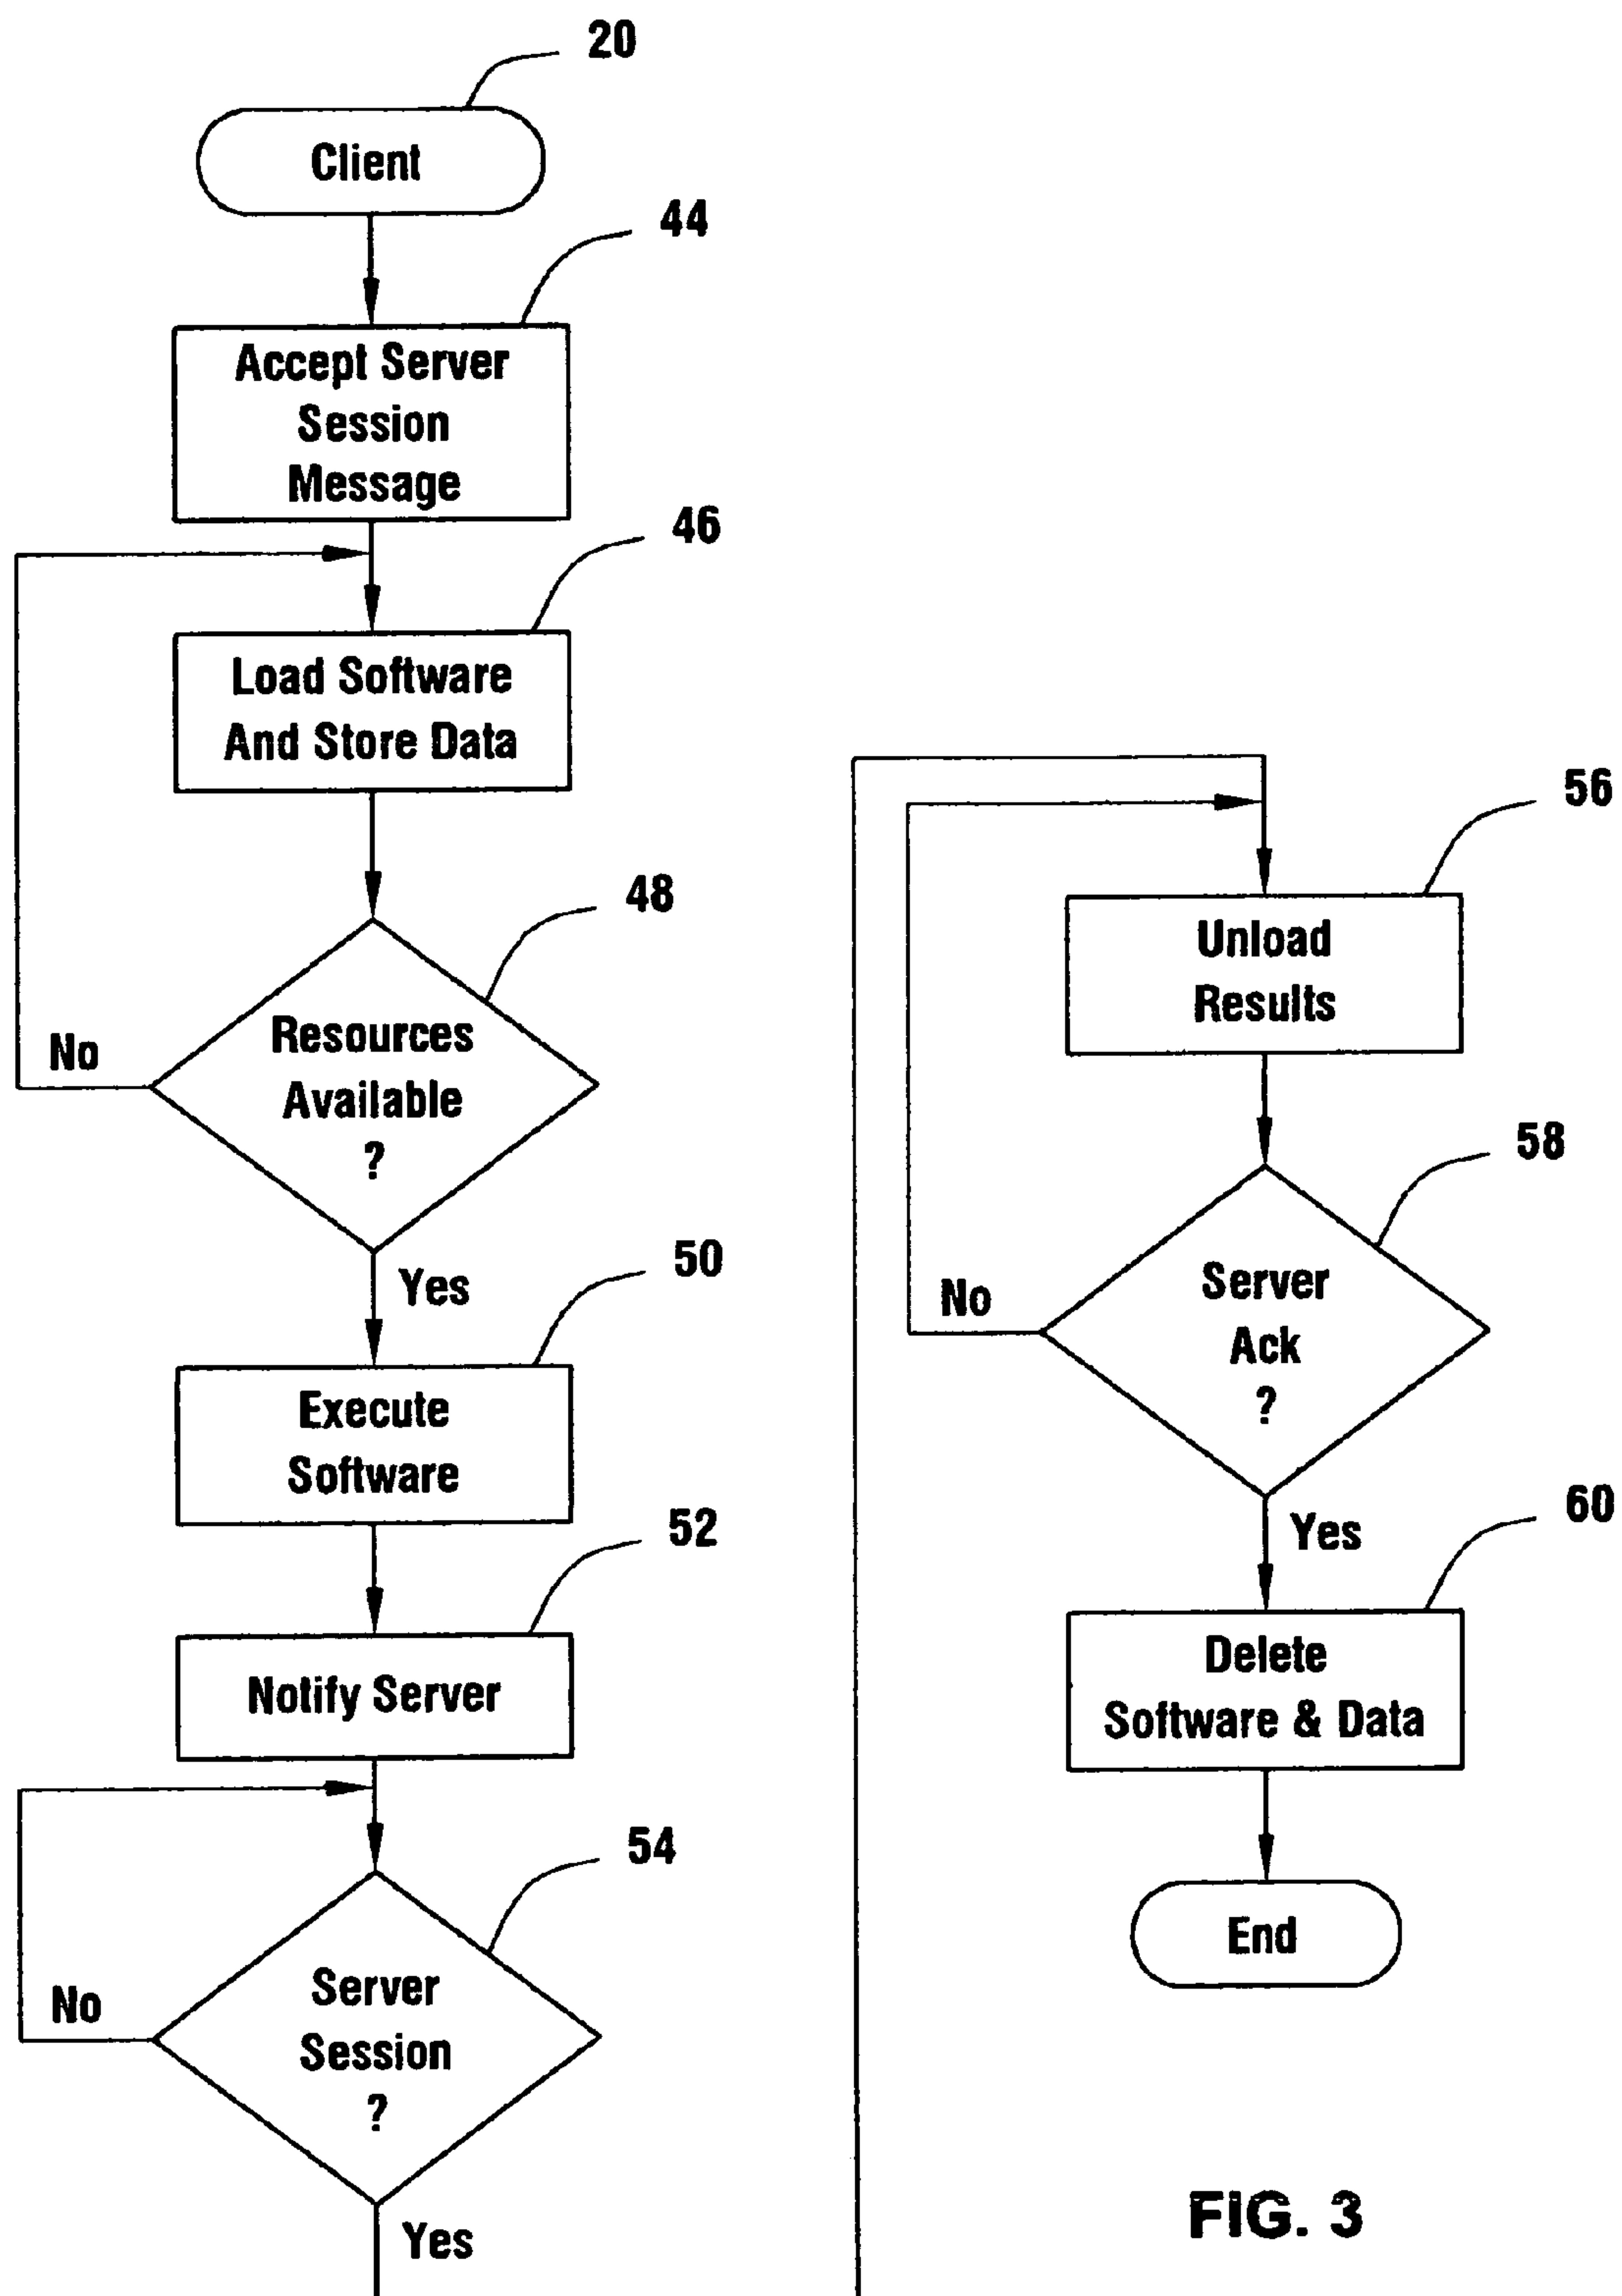 20
Client
44
Accept Server
Session
Message
46
Load Software
And Store Data
48
Resources
Available
?
No
Yes
50
Execute
Software
52
Notify Server
54
Server
Session
?
No
Yes
56
Unload
Results
58
Server
Ack
?
No
Yes
60
Delete
Software & Data
End
FIG. 3